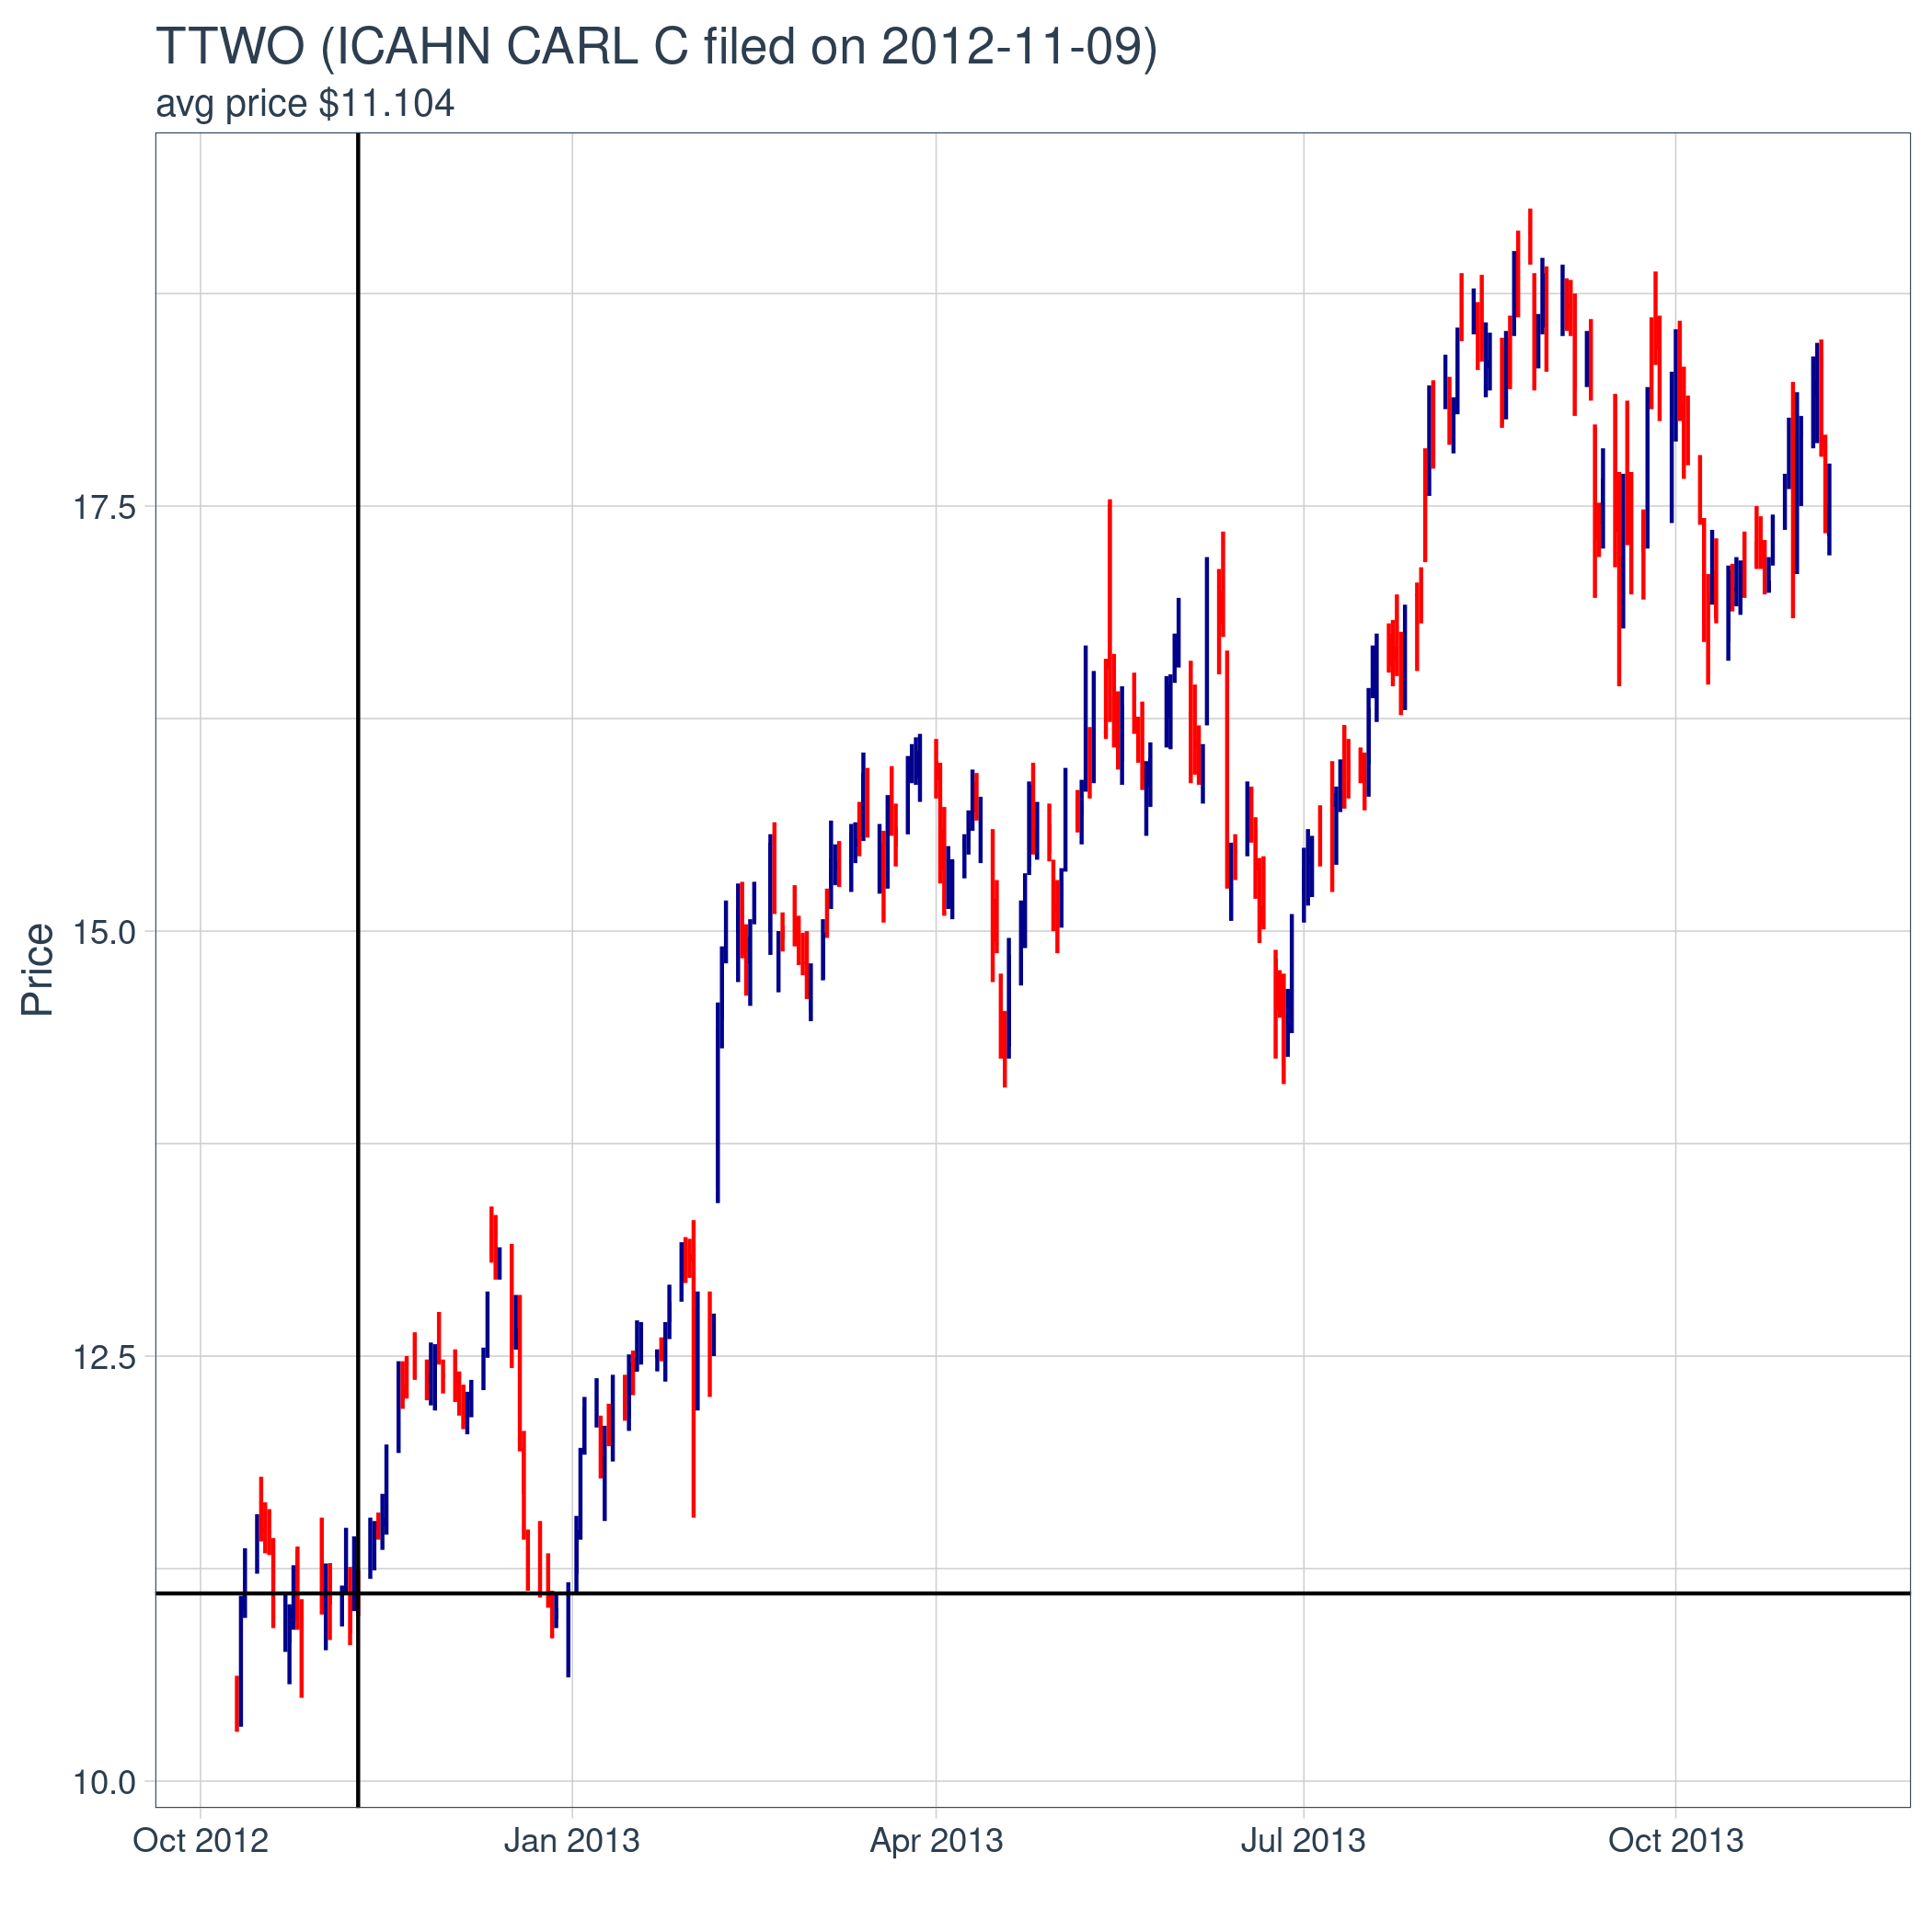 TTWO (ICAHN CARL C filed on 2012-11-09)
avg price $11.104
Price
17.5
15.0
12.5
10.0
Oct 2012
Jan 2013
Apr 2013
Jul 2013
Oct 2013